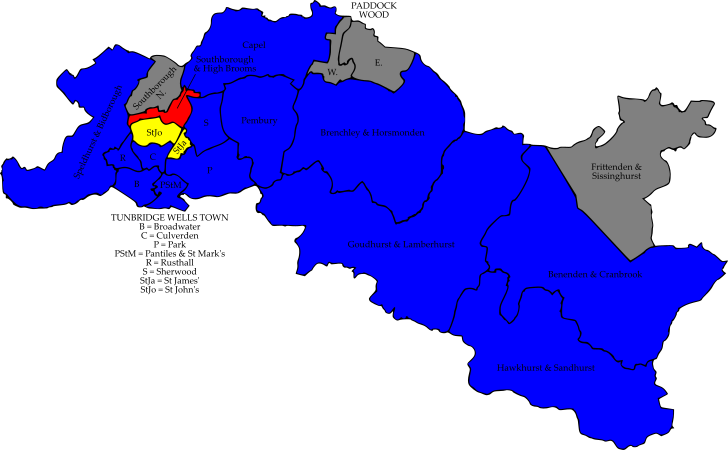 PADDOCK
WOOD
Capel
Southborough
& High Brooms
W.
E.
Southborough
N.
Speldhurst & Bidborough
StJo
S
Pembury
Brenchley & Horsmonden
StJa
R
C
P
B
PStM
Frittenden &
Sissinghurst
TUNBRIDGE WELLS TOWN
B = Broadwater
C = Culverden
P = Park
PStM = Pantiles & St Mark's
R = Rusthall
S = Sherwood
StJa = St James'
StJo = St John's
Goudhurst & Lamberhurst
Benenden & Cranbrook
Hawkhurst & Sandhurst